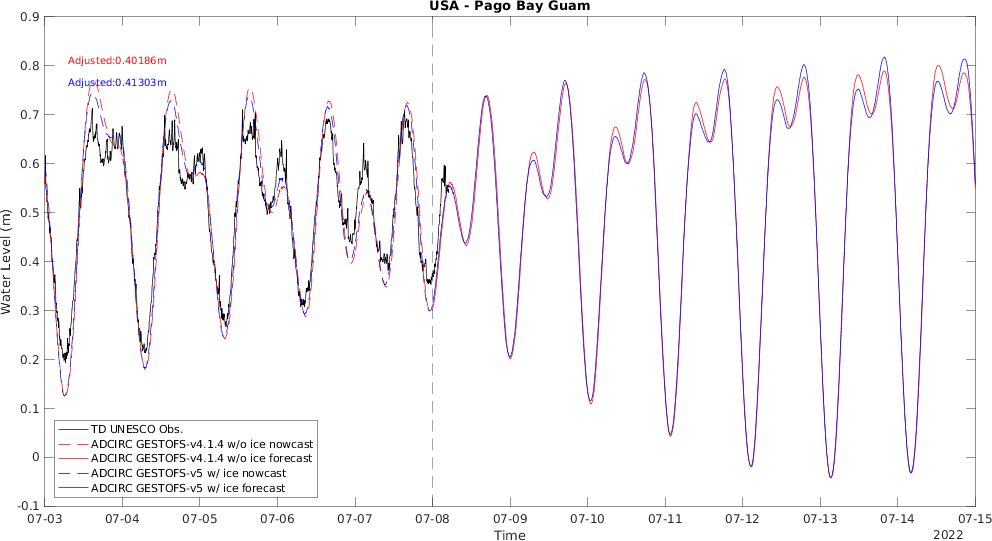 USA - Pago Bay Guam
0.9
0.8
0.7
0.6
0.5
0.4
0.3
0.2
0.1
0
-0.1
Water Level (m)
Adjusted:0.40186m
Adjusted:0.41303m
TD UNESCO Obs.
ADCIRC GESTOFS-v4.1.4 w/o ice nowcast
ADCIRC GESTOFS-v4.1.4 w/o ice forecast
ADCIRC GESTOFS-v5 w/ ice nowcast
ADCIRC GESTOFS-v5 w/ ice forecast
07-03 07-04 07-05 07-06 07-07 07-08 07-09 07-10 07-11 07-12 07-13 07-14 07-15
Time
2022